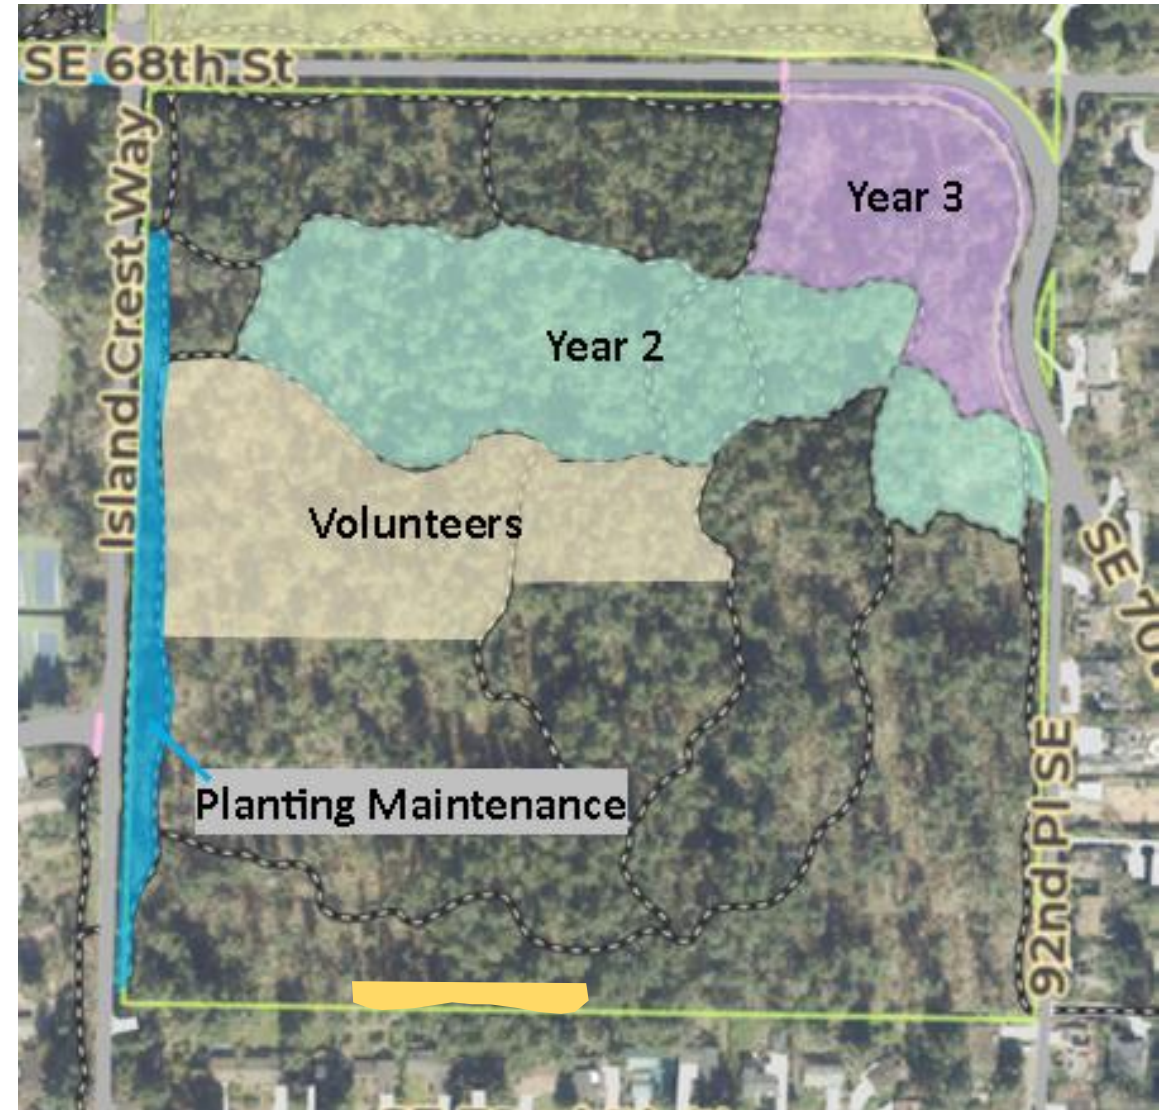 SE 68th St
Island Crest Way
Year 3
Year 2
Volunteers
Planting Maintenance
92nd Pl SE